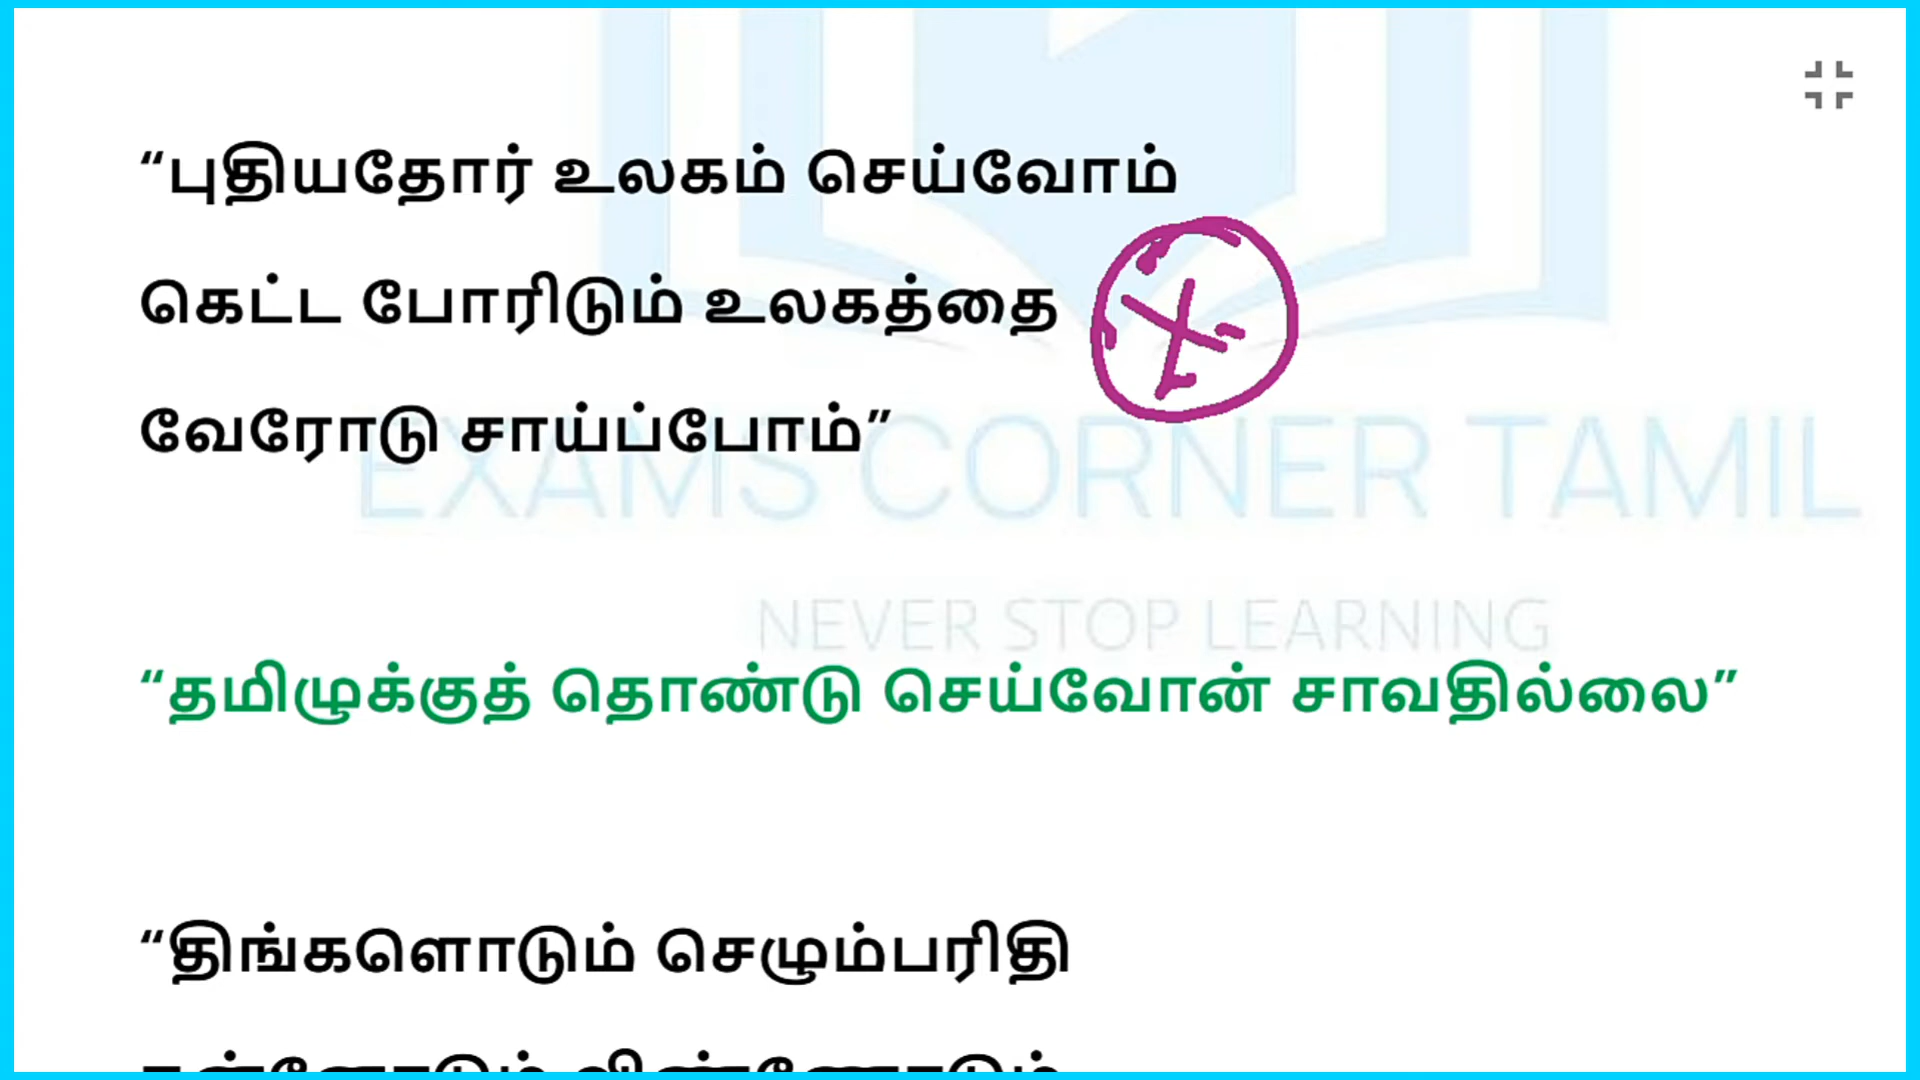 “புதியதோர் உலகம் செய்வோம்
கெட்ட போரிடும் உலகத்தை
வேரோடு சாய்ப்போம்”
EXAMS CORNER TAMIL
NEVER STOP LEARNING
“தமிழுக்குத் தொண்டு செய்வோன் சாவதில்லை”
“திங்களொடும் செழும்பரிதி